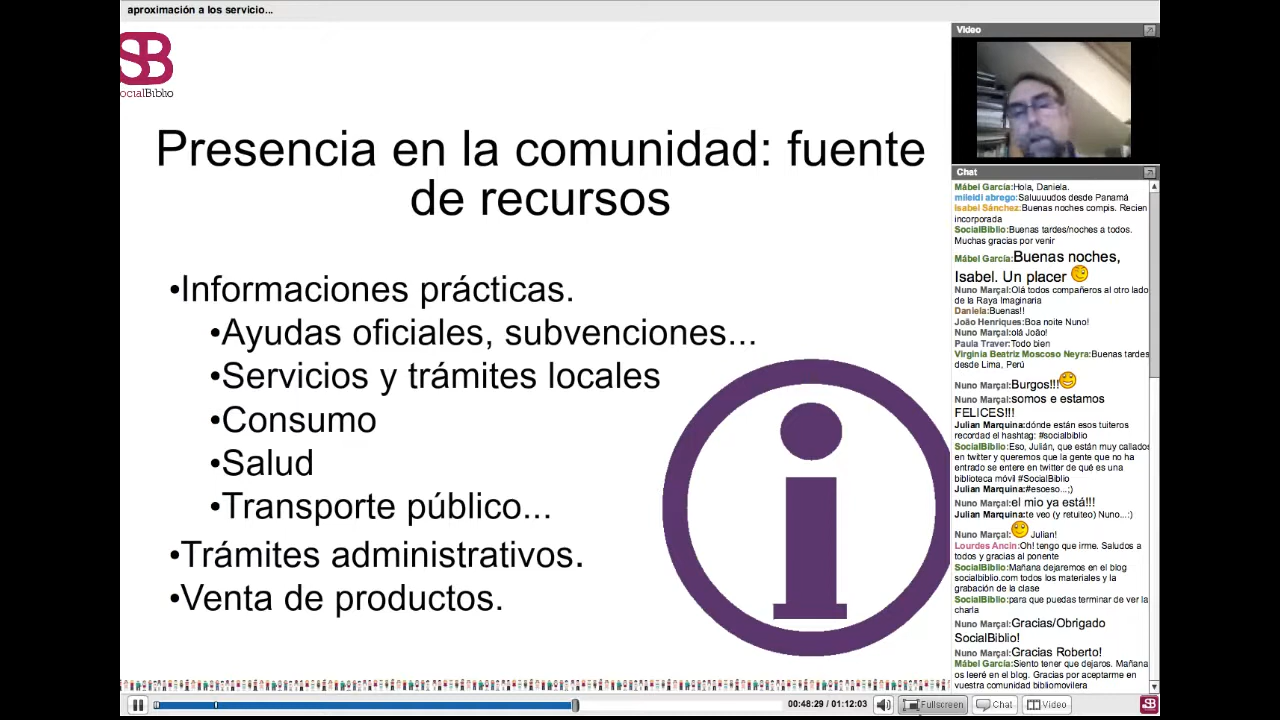 aproximación a los servicio...
SB
ocialBiblio
Presencia en la comunidad: fuente
de recursos
•Informaciones prácticas.
•Ayudas oficiales, subvenciones...
•Servicios y trámites locales
•Consumo
•Salud
•Transporte público...
•Trámites administrativos.
•Venta de productos.
Video
Chat
Mábel García:Hola, Daniela.
mileidi abrego:Saluuuudos desde Panamá
Isabel Sánchez:Buenas noches compis. Recien
incorporada
SocialBiblio:Buenas tardes/noches a todos.
Muchas gracias por venir
Mábel García:Buenas noches,
Isabel. Un placer
Nuno Marçal:Olá todos compañeros al otro lado
de la Raya Imaginaria
Daniela:Buenas!!
João Henriques:Boa noite Nuno!
Nuno Marçal:olá João!
Paula Traver:Todo bien
Virginia Beatriz Moscoso Neyra:Buenas tardes
desde Lima, Perú
Nuno Marçal:Burgos!!!
Nuno Marçal:somos e estamos
FELICES!!!
Julian Marquina:dónde están esos tuiteros
recordad el hashtag: #socialbiblio
SocialBiblio:Eso, Julián, que están muy callados
en twitter y queremos que la gente que no ha
entrado se entere en twitter de qué es una
biblioteca móvil #SocialBiblio
Julian Marquina:#esoeso...;)
Nuno Marçal:el mio ya está!!!
Julian Marquina:te veo (y retuiteo) Nuno...:)
Nuno Marçal: Julian!
Lourdes Ancin:Oh! tengo que irme. Saludos a
todos y gracias al ponente
SocialBiblio:Mañana dejaremos en el blog
socialbiblio.com todos los materiales y la
grabación de la clase
SocialBiblio:para que puedas terminar de ver la
charla
Nuno Marçal:Gracias/Obrigado
SocialBiblio!
Nuno Marçal:Gracias Roberto!
Mábel García:Siento tener que dejaros. Mañana
os leeré en el blog. Gracias por aceptarme en
vuestra comunidad bibliomovilera
00:48:29 / 01:12:03
Fullscreen
Chat
Video
SB